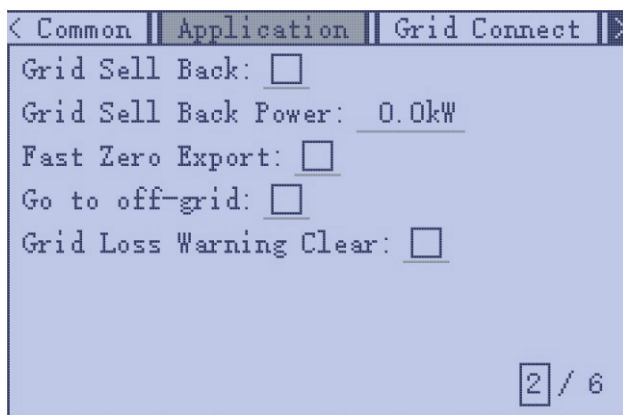 < Common Application Grid Connect >
Grid Sell Back:
Grid Sell Back Power: 0.0kW
Fast Zero Export:
Go to off-grid:
Grid Loss Warning Clear:
2 / 6